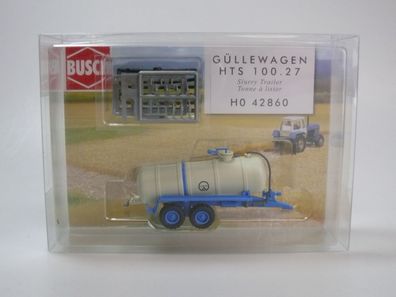 BUSCH
GÜLLEWAGEN
HTS 100.27
Slurry Trailer
Tonne à lisier
H0 42860